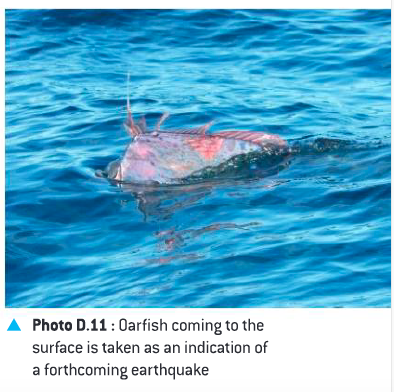 Photo D.11 : Oarfish coming to the
surface is taken as an indication of
a forthcoming earthquake